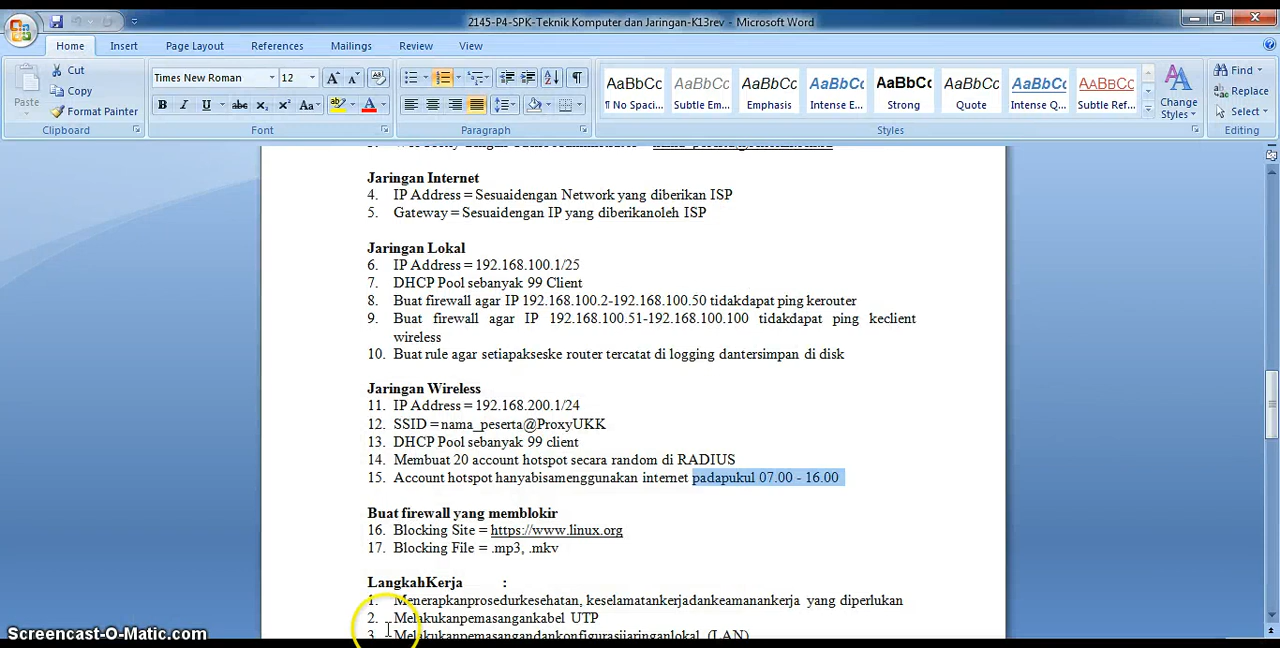 2145-P4-SPK-Teknik Komputer dan Jaringan-K13rev - Microsoft Word
Home Insert Page Layout References Mailings Review View
Paste Cut Copy Format Painter
Times New Roman 12
AaBbCc AaBbCc AaBbCc AaBbCc AaBbCc AaBbCc AaBbCc AaBbCc
¶ No Spaci... Subtle Em... Emphasis Intense E... Strong Quote Intense Q... Subtle Ref...
Change Styles
Find Replace Select
Clipboard Font Paragraph Styles Editing
Jaringan Internet
4. IP Address = Sesuaidengan Network yang diberikan ISP
5. Gateway = Sesuaidengan IP yang diberikanoleh ISP
Jaringan Lokal
6. IP Address = 192.168.100.1/25
7. DHCP Pool sebanyak 99 Client
8. Buat firewall agar IP 192.168.100.2-192.168.100.50 tidakdapat ping kerouter
9. Buat firewall agar IP 192.168.100.51-192.168.100.100 tidakdapat ping keclient
wireless
10. Buat rule agar setiapakseske router tercatat di logging dantersimpan di disk
Jaringan Wireless
11. IP Address = 192.168.200.1/24
12. SSID = nama_peserta@ProxyUKK
13. DHCP Pool sebanyak 99 client
14. Membuat 20 account hotspot secara random di RADIUS
15. Account hotspot hanyabisamenggunakan internet padapukul 07.00 - 16.00
Buat firewall yang memblokir
16. Blocking Site = https://www.linux.org
17. Blocking File = .mp3, .mkv
LangkahKerja :
1. Menerapkanprosedurkesehatan, keselamatankerjadankeamanankerja yang diperlukan
2. Melakukanpemasangankabel UTP
3. Melakukanpemasangandankonfigurasijaringanlokal (LAN)
Screencast-O-Matic.com